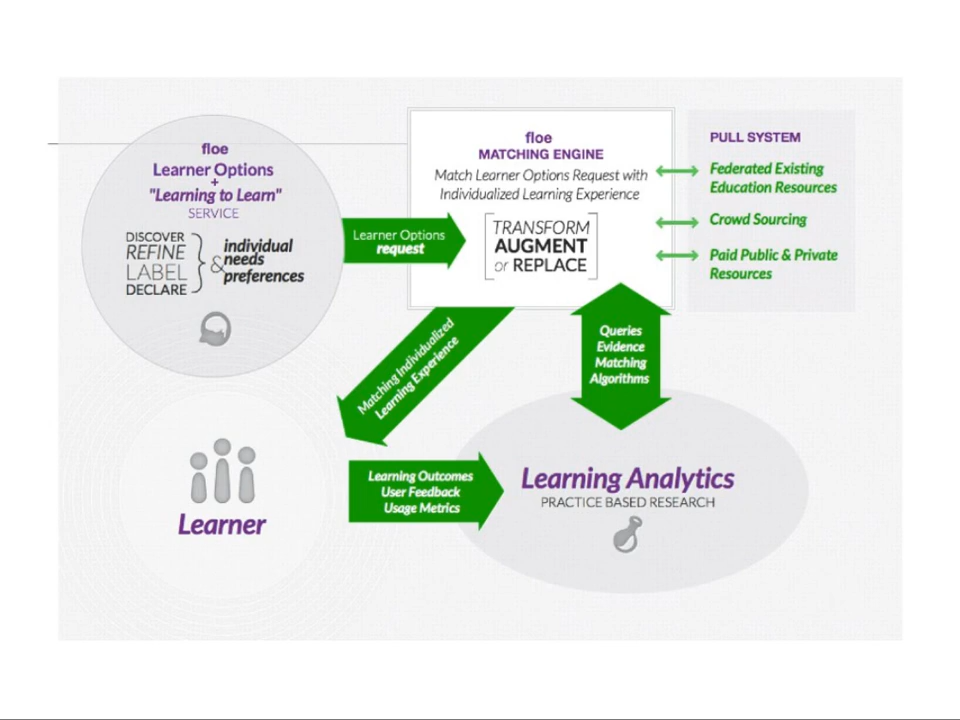 floe
Learner Options
+
"Learning to Learn"
SERVICE
DISCOVER
REFINE
LABEL
DECLARE
&
individual
needs
preferences
Learner Options
request
floe
MATCHING ENGINE
Match Learner Options Request with
Individualized Learning Experience
TRANSFORM
AUGMENT
or REPLACE
PULL SYSTEM
Federated Existing
Education Resources
Crowd Sourcing
Paid Public & Private
Resources
Matching Individualized
Learning Experience
Queries
Evidence
Matching
Algorithms
Learner
Learning Outcomes
User Feedback
Usage Metrics
Learning Analytics
PRACTICE BASED RESEARCH